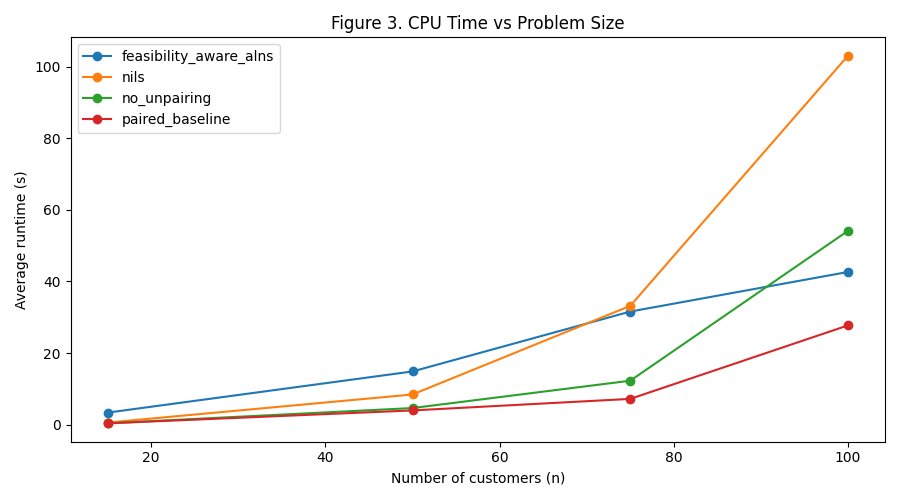 Figure 3. CPU Time vs Problem Size
feasibility_aware_alns
nils
no_unpairing
paired_baseline
Average runtime (s)
100
80
60
40
20
0
20 40 60 80 100
Number of customers (n)